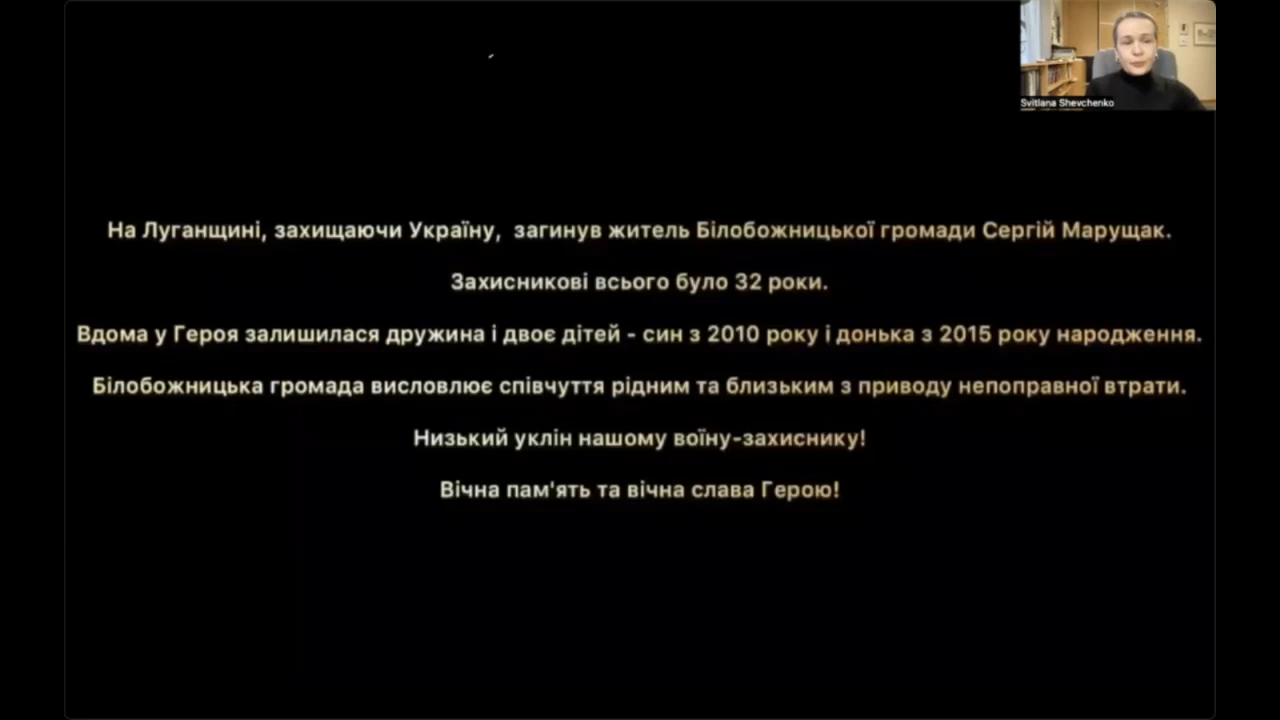 Svitlana Shevchenko
На Луганщині, захищаючи Україну, загинув житель Білобожницької громади Сергій Марущак.
Захисникові всього було 32 роки.
Вдома у Героя залишилася дружина і двоє дітей - син з 2010 року і донька з 2015 року народження.
Білобожницька громада висловлює співчуття рідним та близьким з приводу непоправної втрати.
Низький уклін нашому воїну-захиснику!
Вічна пам'ять та вічна слава Герою!